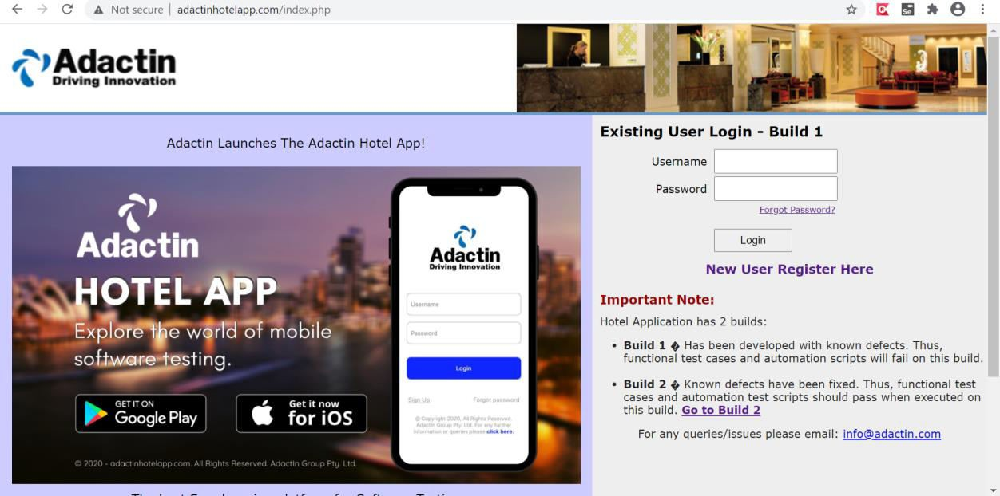 Not secure | adactinhotelapp.com/index.php
Se
Adactin
Driving Innovation
Adactin Launches The Adactin Hotel App!
Adactin
HOTEL APP
Explore the world of mobile
software testing.
GET IT ON
Google Play
Get it now
for iOS
© 2020 - adactinhotelapp.com. All Rights Reserved. AdactIn Group Pty. Ltd.
Adactin
Driving Innovation
Username
Password
Login
Sign Up Forgot password
© Copyright 2020, All Rights Reserved.
Adactin Group Pty. Ltd. For any further
information or queries please click here.
Existing User Login - Build 1
Username
Password
Forgot Password?
Login
New User Register Here
Important Note:
Hotel Application has 2 builds:
• Build 1 � Has been developed with known defects. Thus,
functional test cases and automation scripts will fail on this build.
• Build 2 � Known defects have been fixed. Thus, functional test
cases and automation test scripts should pass when executed on
this build. Go to Build 2
For any queries/issues please email: info@adactin.com